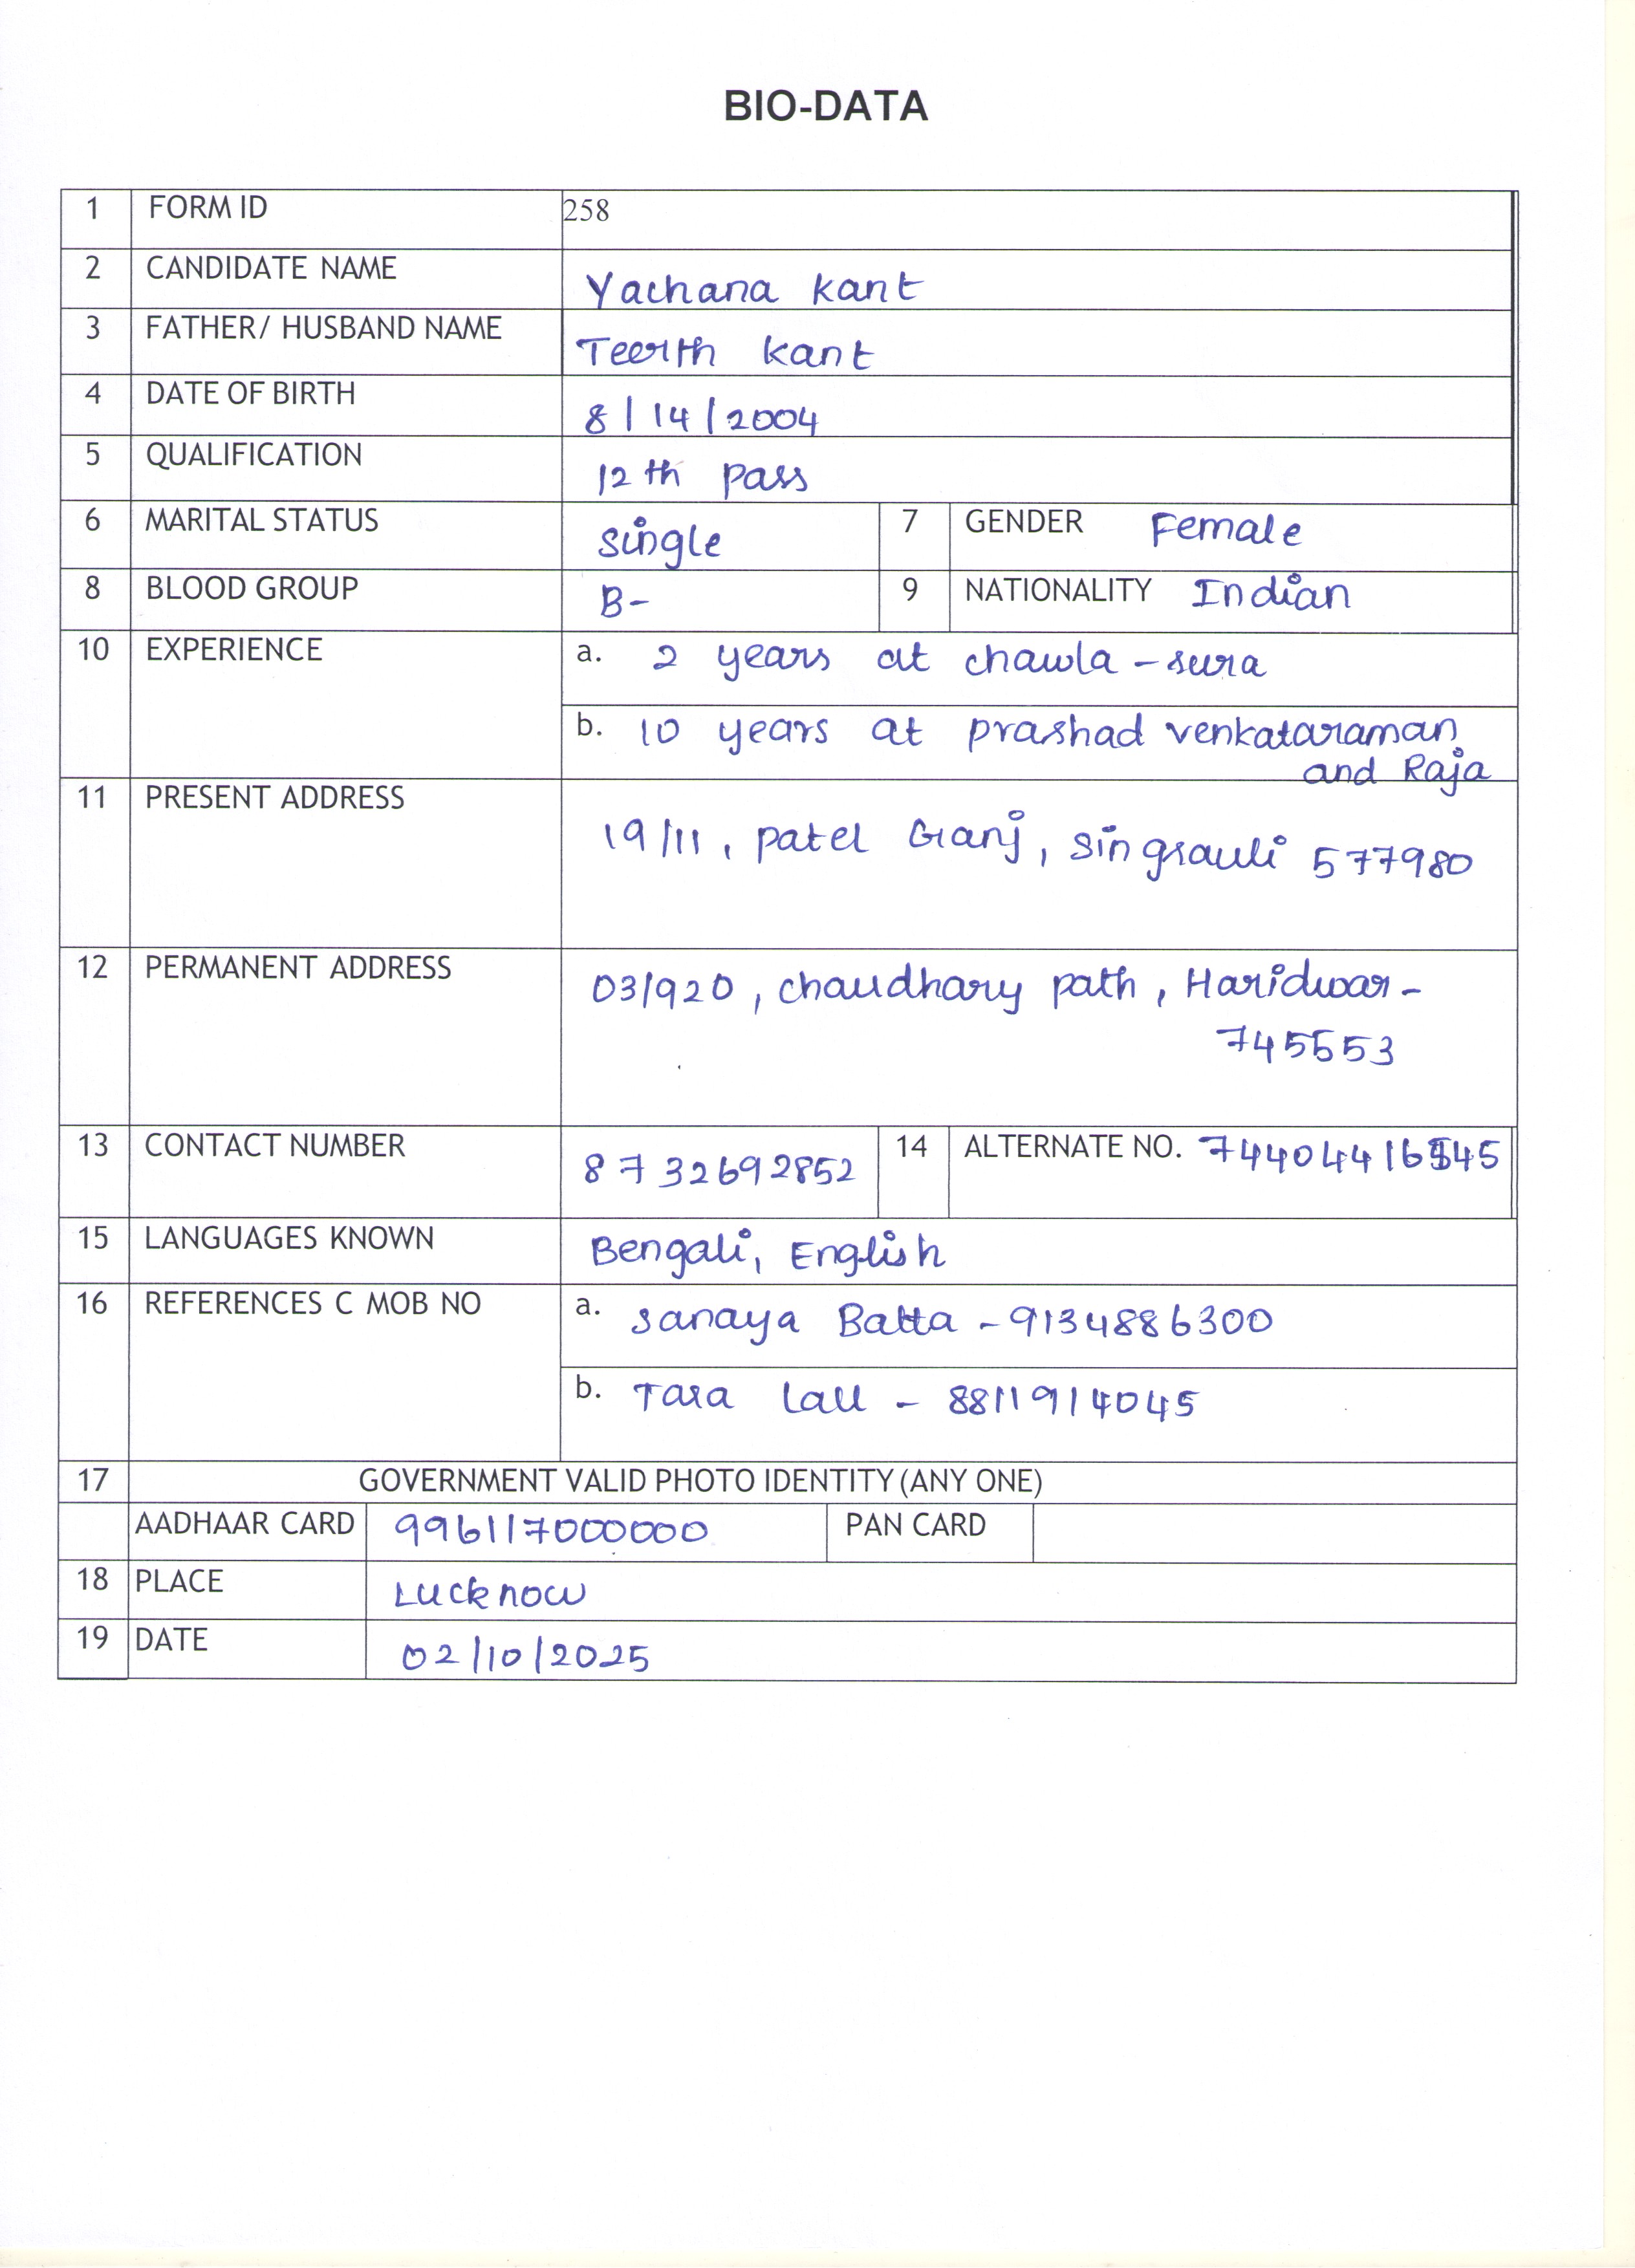 BIO-DATA
1 FORM ID 258
2 CANDIDATE NAME Yachana Kant
3 FATHER/ HUSBAND NAME Teerth Kant
4 DATE OF BIRTH 8/14/2004
5 QUALIFICATION 12th pass
6 MARITAL STATUS Single 7 GENDER Female
8 BLOOD GROUP B- 9 NATIONALITY Indian
10 EXPERIENCE a. 2 years at chawla - sura
b. 10 years at prashad venkataraman
and Raja
11 PRESENT ADDRESS
19/11, Patel Ganj, Singrauli 577980
12 PERMANENT ADDRESS 03/920, chaudhary path, Haridwar -
745553
13 CONTACT NUMBER 8732692852 14 ALTERNATE NO.
15 LANGUAGES KNOWN Bengali, English
16 REFERENCES C MOB NO a. Sanaya Batta - 9134886300
b. Tara Lall - 8811914045
17 GOVERNMENT VALID PHOTO IDENTITY (ANY ONE)
AADHAAR CARD 996117000000 PAN CARD
18 PLACE Lucknow
19 DATE 02/10/2025